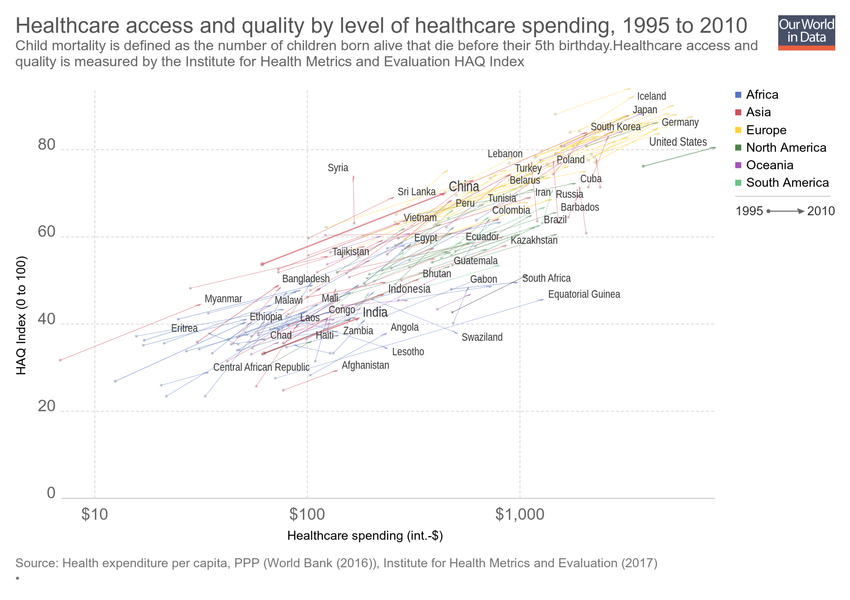 Healthcare access and quality by level of healthcare spending, 1995 to 2010
Our World
in Data
Child mortality is defined as the number of children born alive that die before their 5th birthday.Healthcare access and
quality is measured by the Institute for Health Metrics and Evaluation HAQ Index
Africa
Asia
Europe
North America
Oceania
South America
1995
2010
HAQ Index (0 to 100)
80
60
40
20
0
Iceland
Japan
Germany
South Korea
United States
Lebanon
Poland
Syria
Turkey
Cuba
Belarus
China
Sri Lanka
Iran
Russia
Tunisia
Peru
Barbados
Colombia
Vietnam
Brazil
Egypt
Ecuador
Kazakhstan
Tajikistan
Guatemala
Bhutan
Bangladesh
Gabon
South Africa
Indonesia
Equatorial Guinea
Myanmar
Malawi
Mali
Congo
India
Ethiopia
Laos
Eritrea
Angola
Zambia
Chad
Haiti
Swaziland
Lesotho
Central African Republic
Afghanistan
$10
$100
$1,000
Healthcare spending (int.-$)
Source: Health expenditure per capita, PPP (World Bank (2016)), Institute for Health Metrics and Evaluation (2017)
•